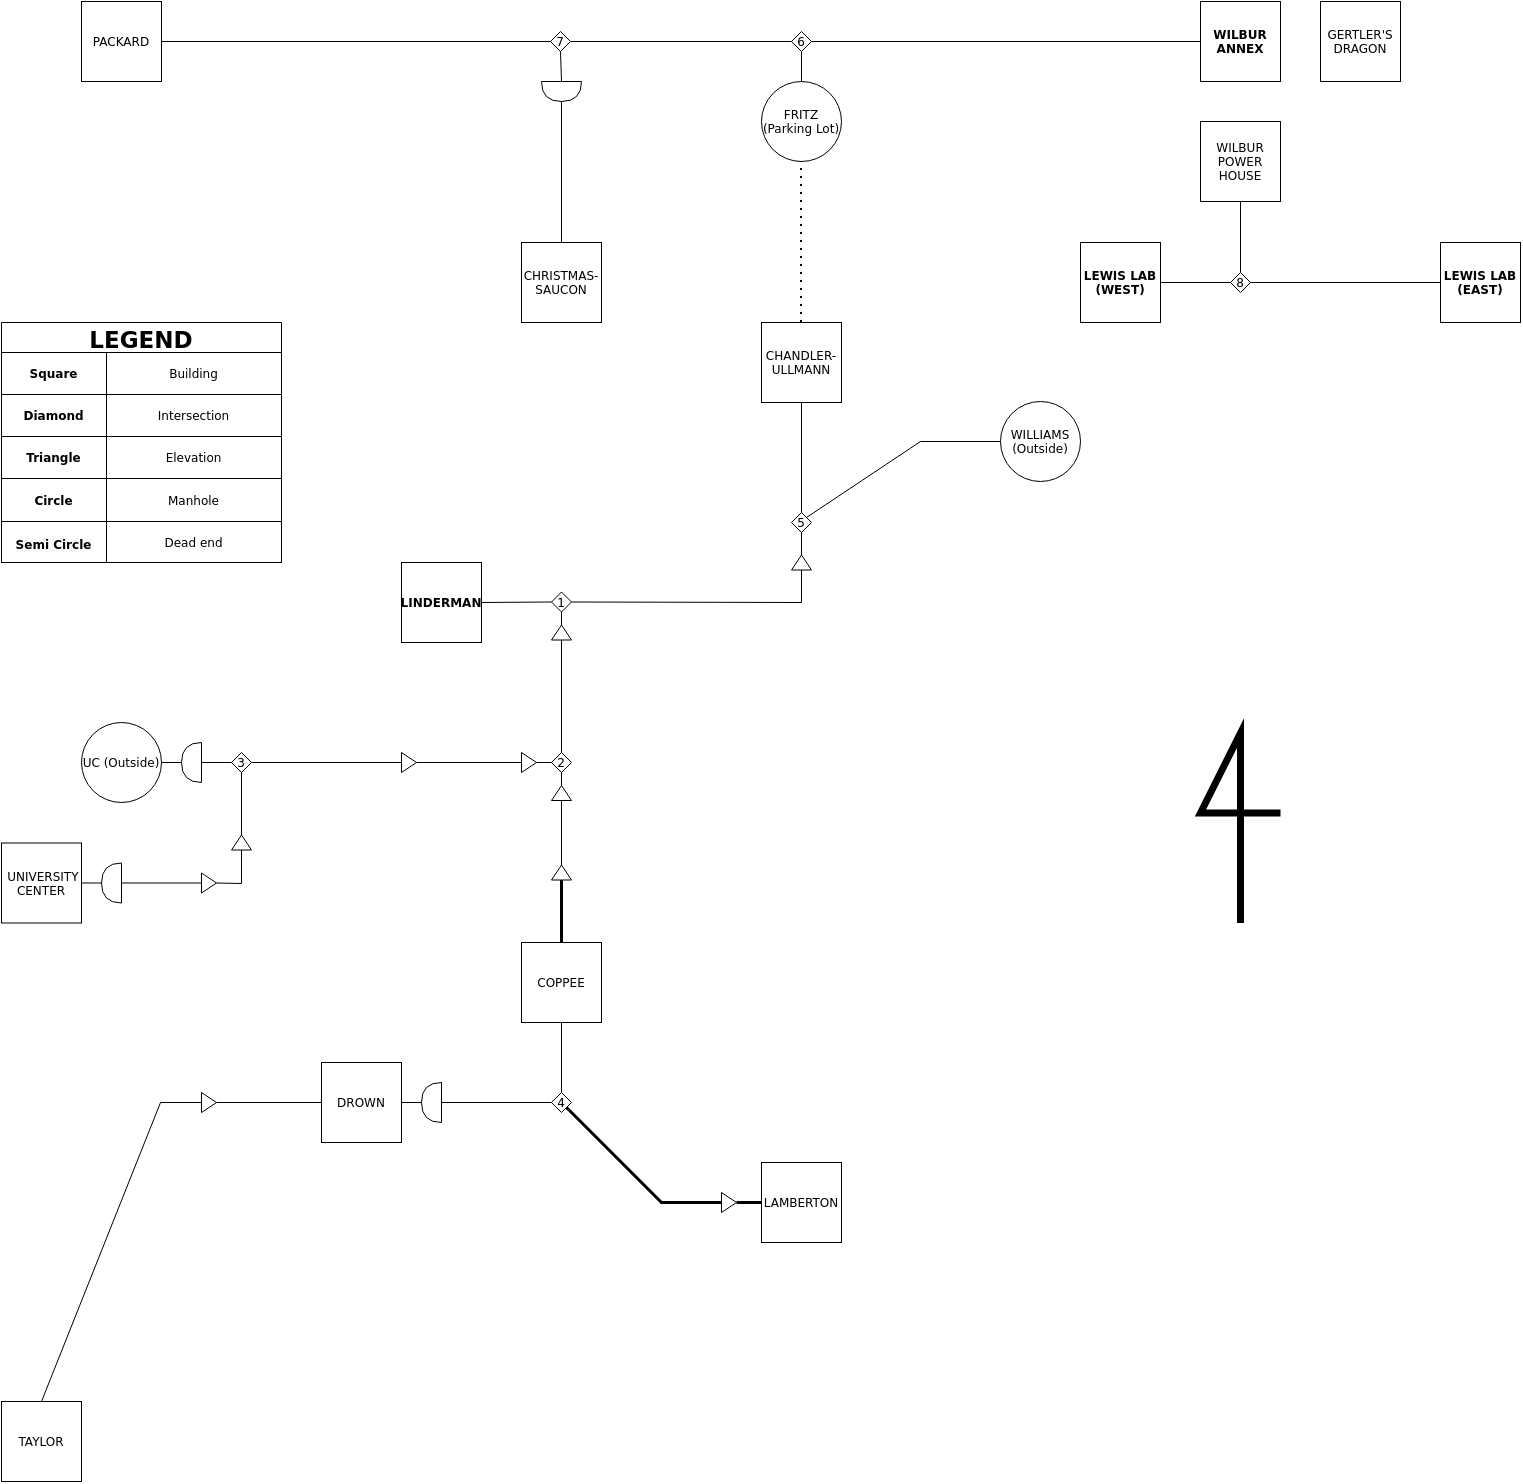 PACKARD
7
6
WILBUR
ANNEX
GERTLER'S
DRAGON
FRITZ
(Parking Lot)
WILBUR
POWER
HOUSE
CHRISTMAS-
SAUCON
LEWIS LAB
(WEST)
8
LEWIS LAB
(EAST)
LEGEND
Square
Building
Diamond
Intersection
Triangle
Elevation
Circle
Manhole
Semi Circle
Dead end
CHANDLER-
ULLMANN
WILLIAMS
(Outside)
5
LINDERMAN
1
UC (Outside)
3
2
UNIVERSITY
CENTER
COPPEE
DROWN
4
LAMBERTON
TAYLOR